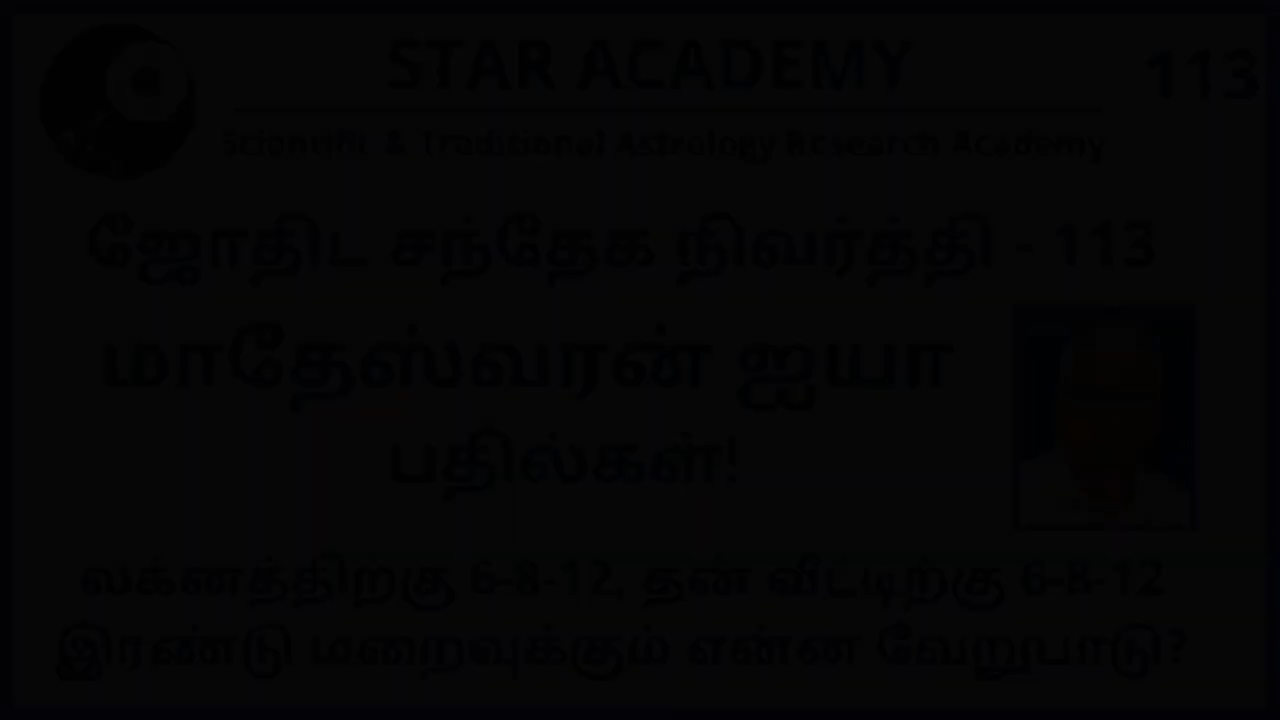 STAR ACADEMY
113
Scientific & Traditional Astrology Research Academy
ஜோதிட சந்தேக நிவர்த்தி - 113
மாதேஸ்வரன் ஐயா
பதில்கள்!
லக்னத்திற்கு 6-8-12, தன் வீட்டிற்கு 6-8-12
இரண்டு மறைவுக்கும் என்ன வேறுபாடு?